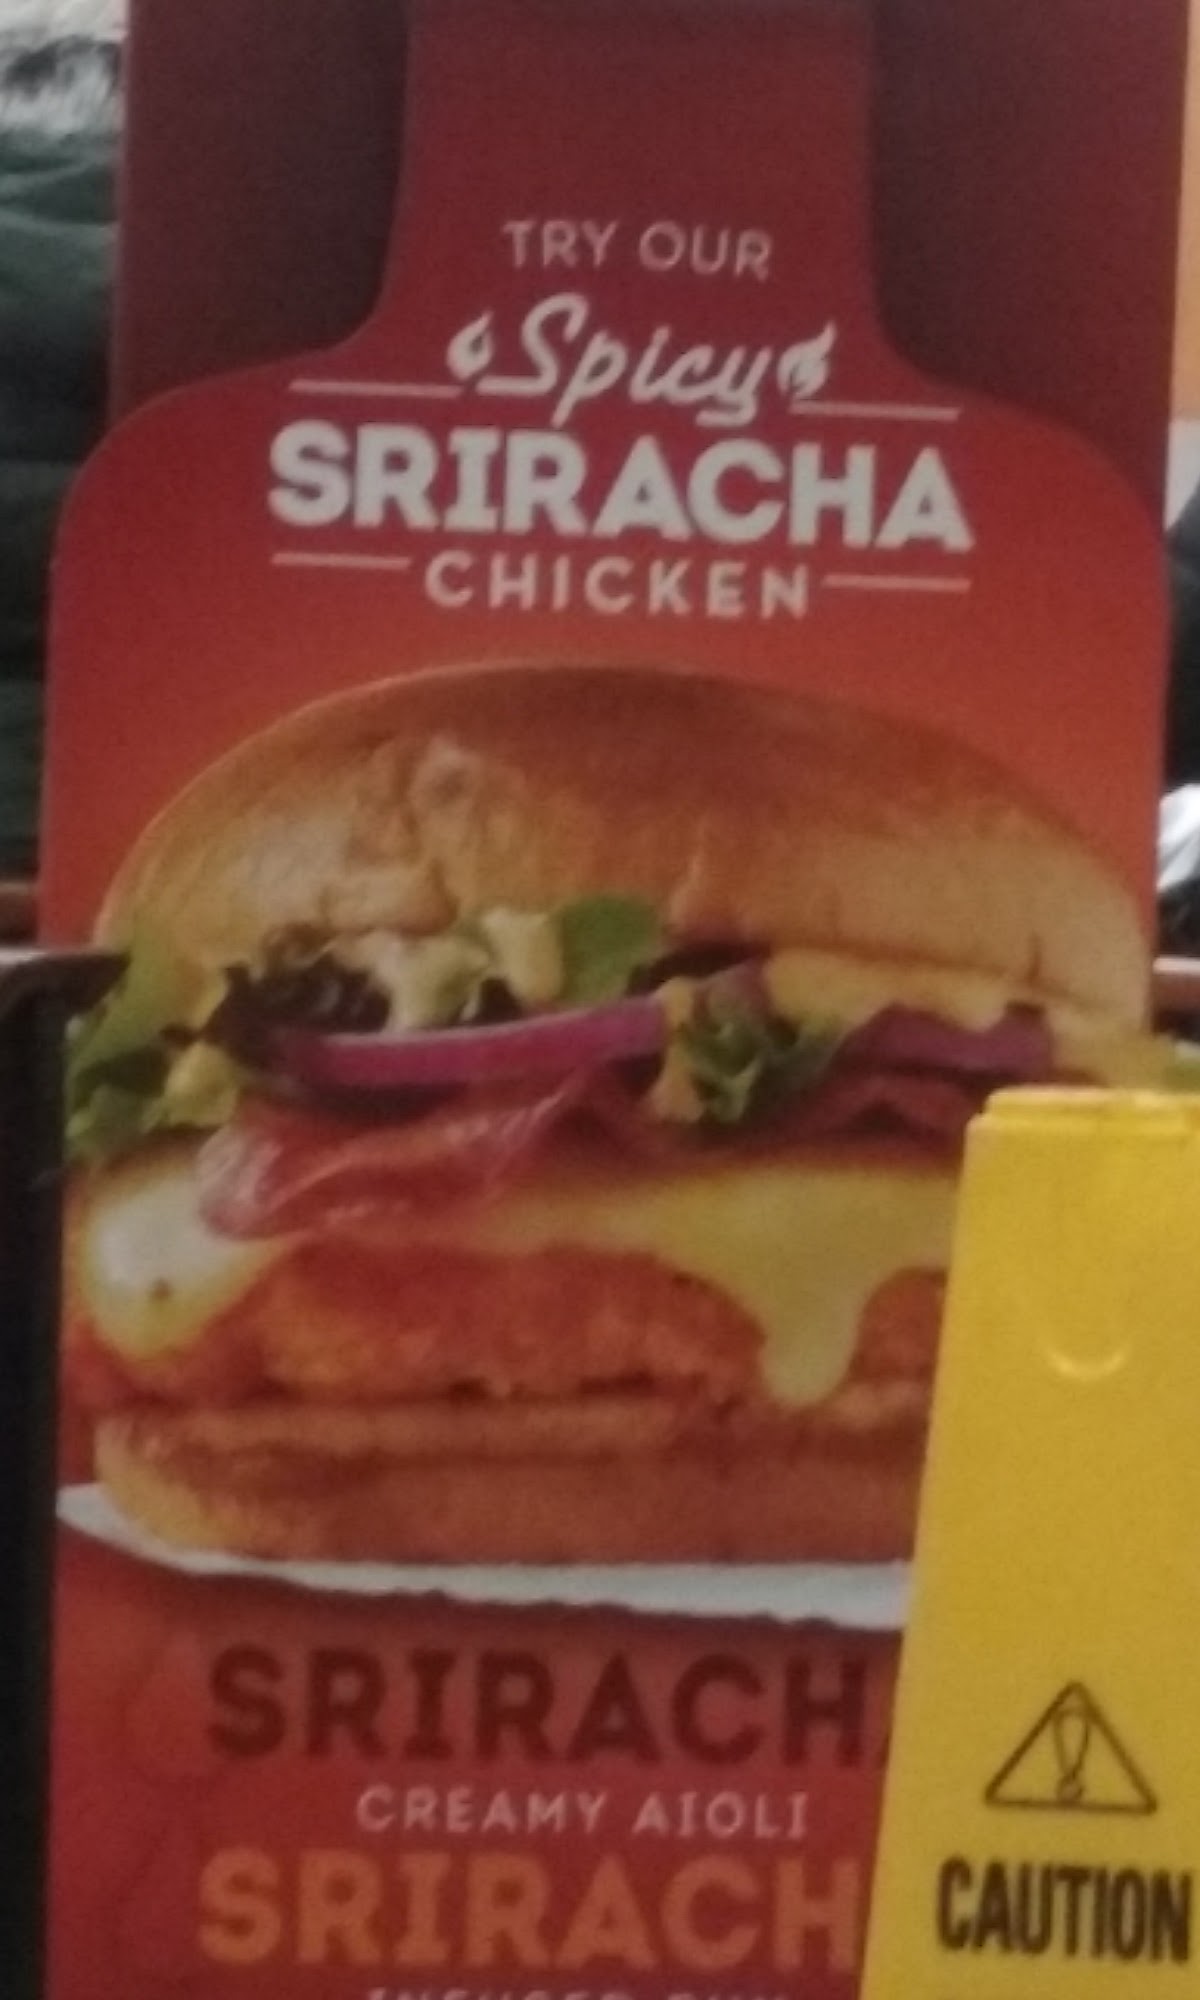 TRY OUR
Spicy
SRIRACHA
CHICKEN
SRIRACH
CREAMY AIOLI
SRIRACH
CAUTION